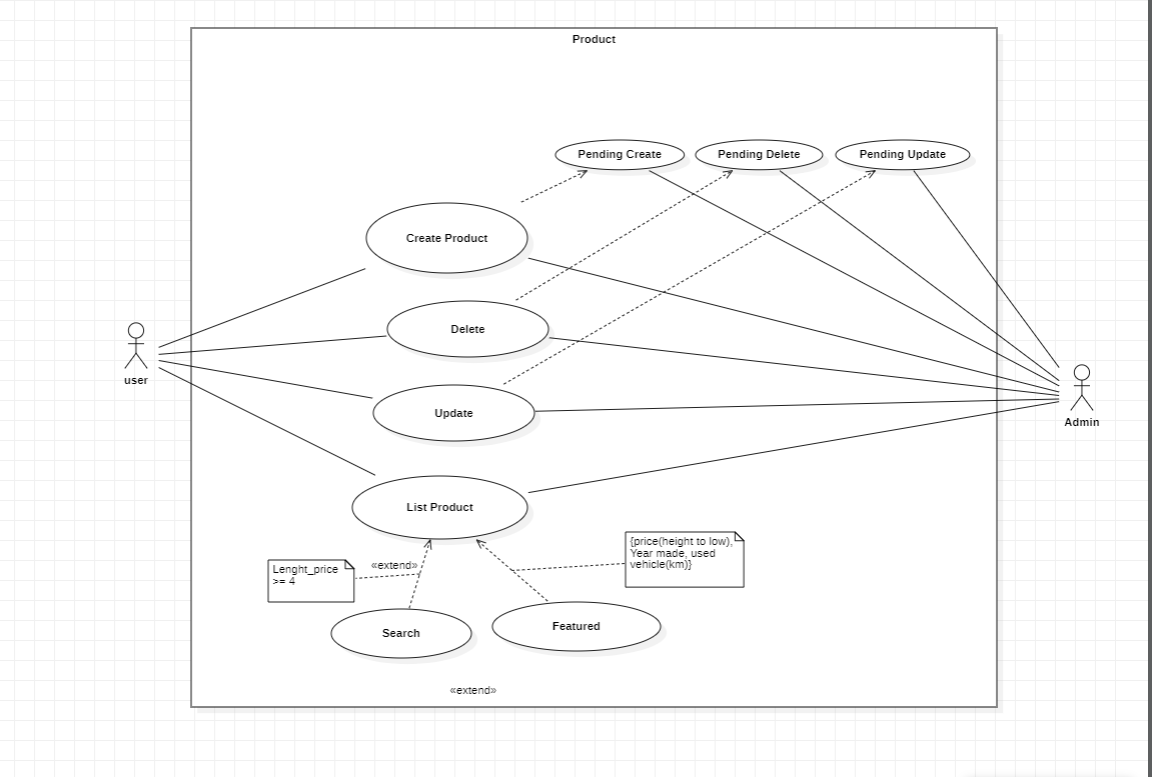 Product
Pending Create
Pending Delete
Pending Update
Create Product
Delete
user
Update
Admin
List Product
{price(height to low),
Year made, used
vehicle(km)}
«extend»
Lenght_price
>= 4
Search
Featured
«extend»